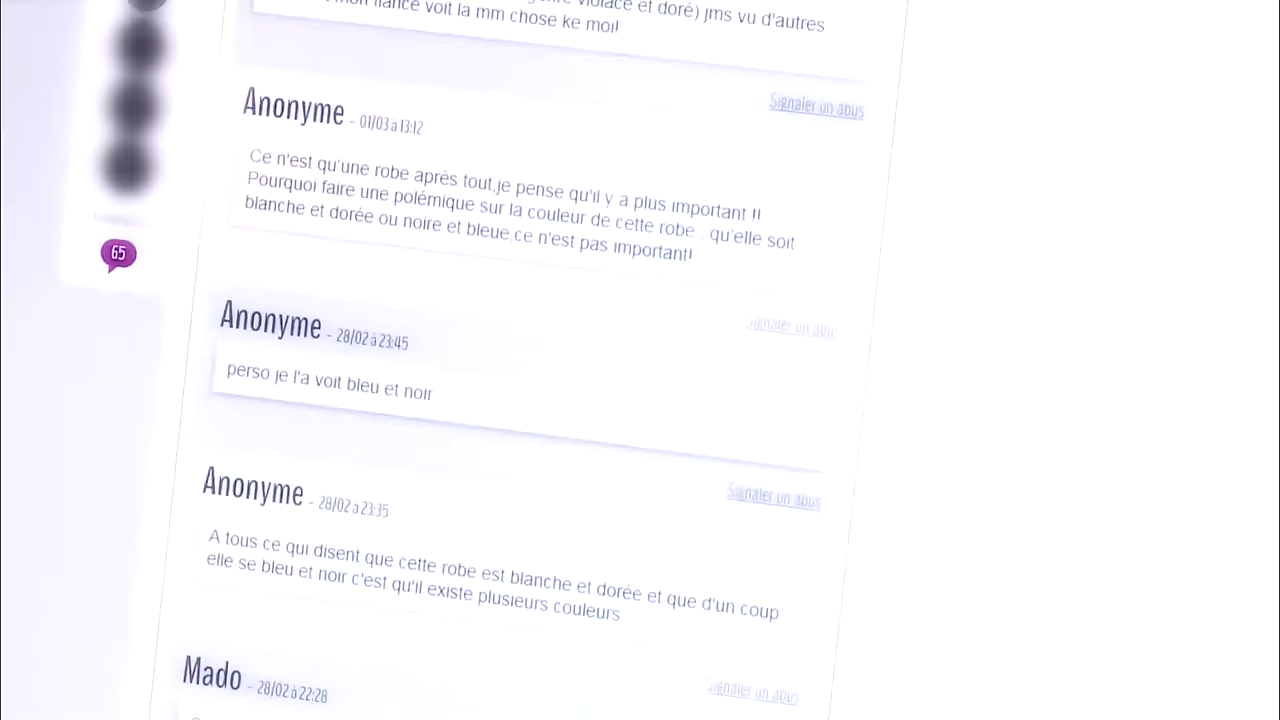 et doré) jms vu d'autres
voit la mm chose ke moi!
Signaler un abus
Anonyme - 01/03 à 13:12
Ce n'est qu'une robe après tout,je pense qu'il y a plus important !!
Pourquoi faire une polémique sur la couleur de cette robe . qu'elle soit
blanche et dorée ou noire et bleue,ce n'est pas important!
65
Signaler un abus
Anonyme - 28/02 à 23:45
perso je l'a voit bleu et noir
Signaler un abus
Anonyme - 28/02 à 23:35
A tous ce qui disent que cette robe est blanche et dorée et que d'un coup
elle se bleu et noir c'est qu'il existe plusieurs couleurs
Signaler un abus
Mado - 28/02 à 22:28